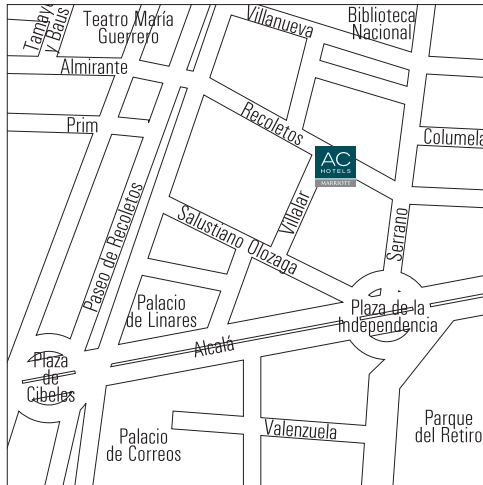 Tamayo
y Baus
Teatro María
Guerrero
Villanueva
Biblioteca
Nacional
Almirante
Prim
Recoletos
Columela
AC
HOTELS
MARRIOTT
Paseo de Recoletos
Villalar
Serrano
Salustiano Olozaga
Palacio
de Linares
Plaza de la
Independencia
Alcalá
Plaza
de
Cibeles
Valenzuela
Parque
del Retiro
Palacio
de Correos